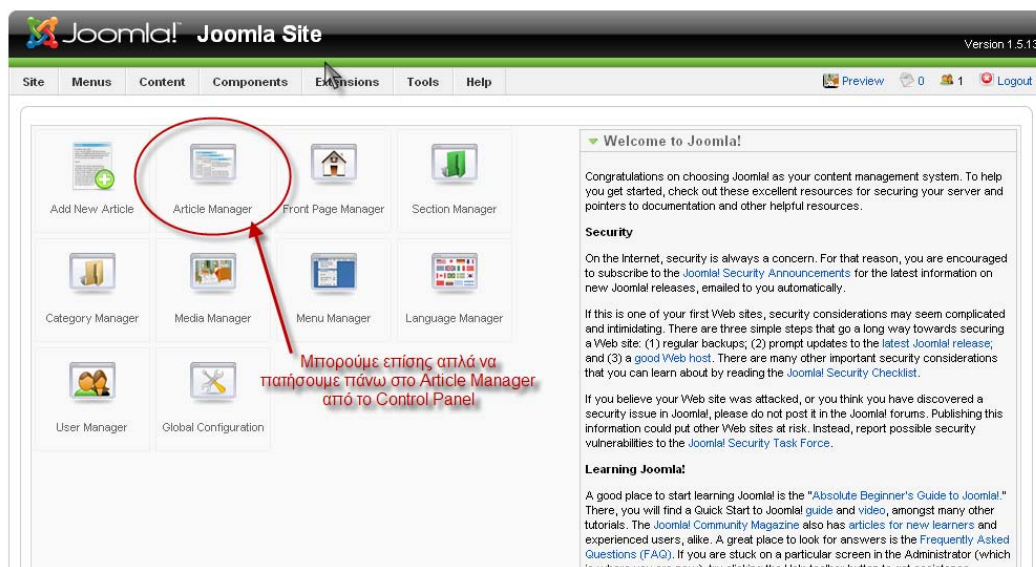 Joomla! Joomla Site
Version 1.5.13
Site Menus Content Components Extensions Tools Help
Preview 0 1 Logout
Add New Article
Article Manager
Front Page Manager
Section Manager
Category Manager
Media Manager
Menu Manager
Language Manager
User Manager
Global Configuration
Μπορούμε επίσης απλά να
πατήσουμε πάνω στο Article Manager
από το Control Panel
Welcome to Joomla!
Congratulations on choosing Joomla! as your content management system. To help
you get started, check out these excellent resources for securing your server and
pointers to documentation and other helpful resources.
Security
On the Internet, security is always a concern. For that reason, you are encouraged
to subscribe to the Joomla! Security Announcements for the latest information on
new Joomla! releases, emailed to you automatically.
If this is one of your first Web sites, security considerations may seem complicated
and intimidating. There are three simple steps that go a long way towards securing
a Web site: (1) regular backups; (2) prompt updates to the latest Joomla! release;
and (3) a good Web host. There are many other important security considerations
that you can learn about by reading the Joomla! Security Checklist.
If you believe your Web site was attacked, or you think you have discovered a
security issue in Joomla!, please do not post it in the Joomla! forums. Publishing this
information could put other Web sites at risk. Instead, report possible security
vulnerabilities to the Joomla! Security Task Force.
Learning Joomla!
A good place to start learning Joomla! is the "Absolute Beginner's Guide to Joomla!."
There, you will find a Quick Start to Joomla! guide and video, amongst many other
tutorials. The Joomla! Community Magazine also has articles for new learners and
experienced users, alike. A great place to look for answers is the Frequently Asked
Questions (FAQ). If you are stuck on a particular screen in the Administrator (which